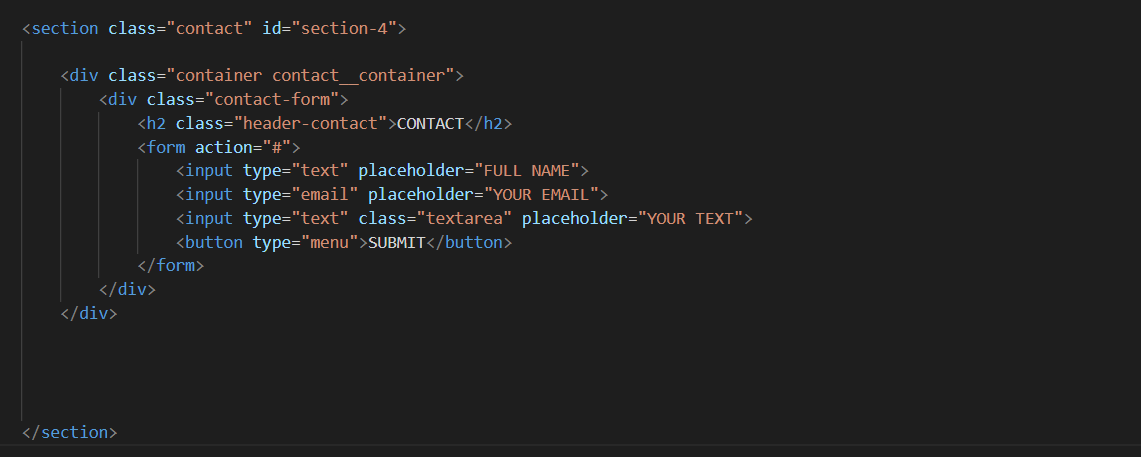 <section class="contact" id="section-4">
<div class="container contact__container">
<div class="contact-form">
<h2 class="header-contact">CONTACT</h2>
<form action="#">
<input type="text" placeholder="FULL NAME">
<input type="email" placeholder="YOUR EMAIL">
<input type="text" class="textarea" placeholder="YOUR TEXT">
<button type="menu">SUBMIT</button>
</form>
</div>
</div>
</section>